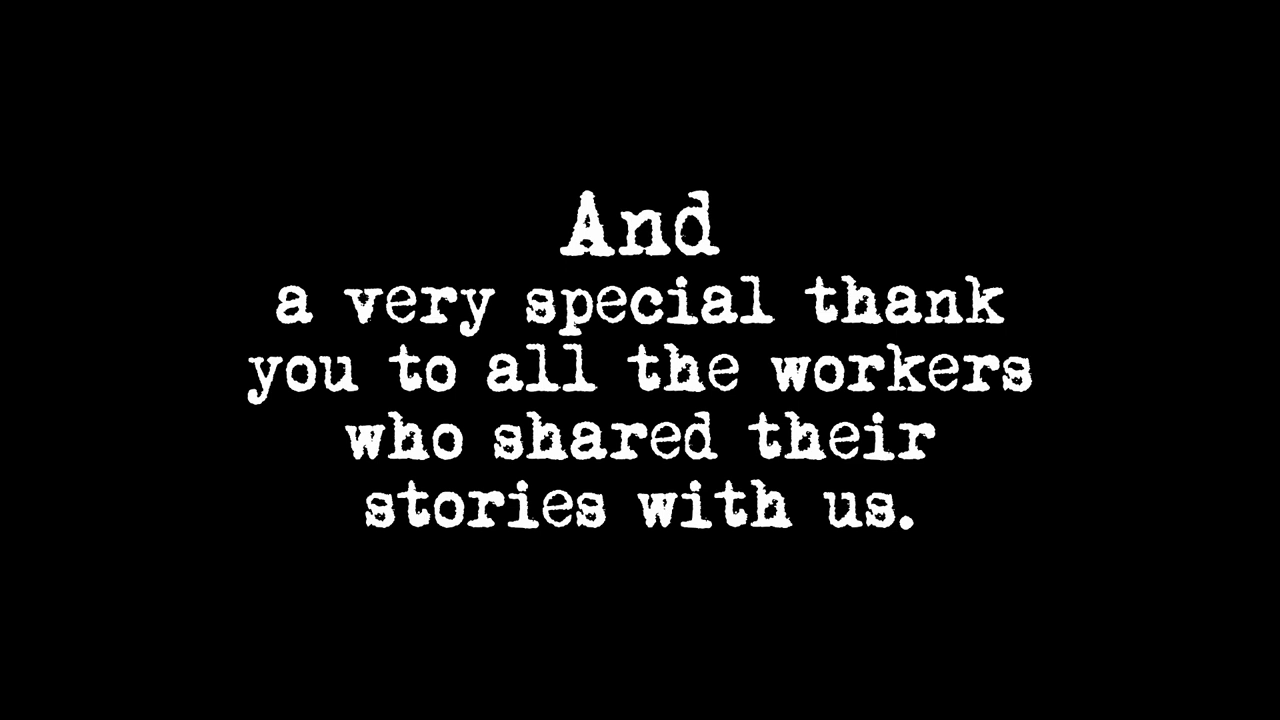 And
a very special thank
you to all the workers
who shared their
stories with us.